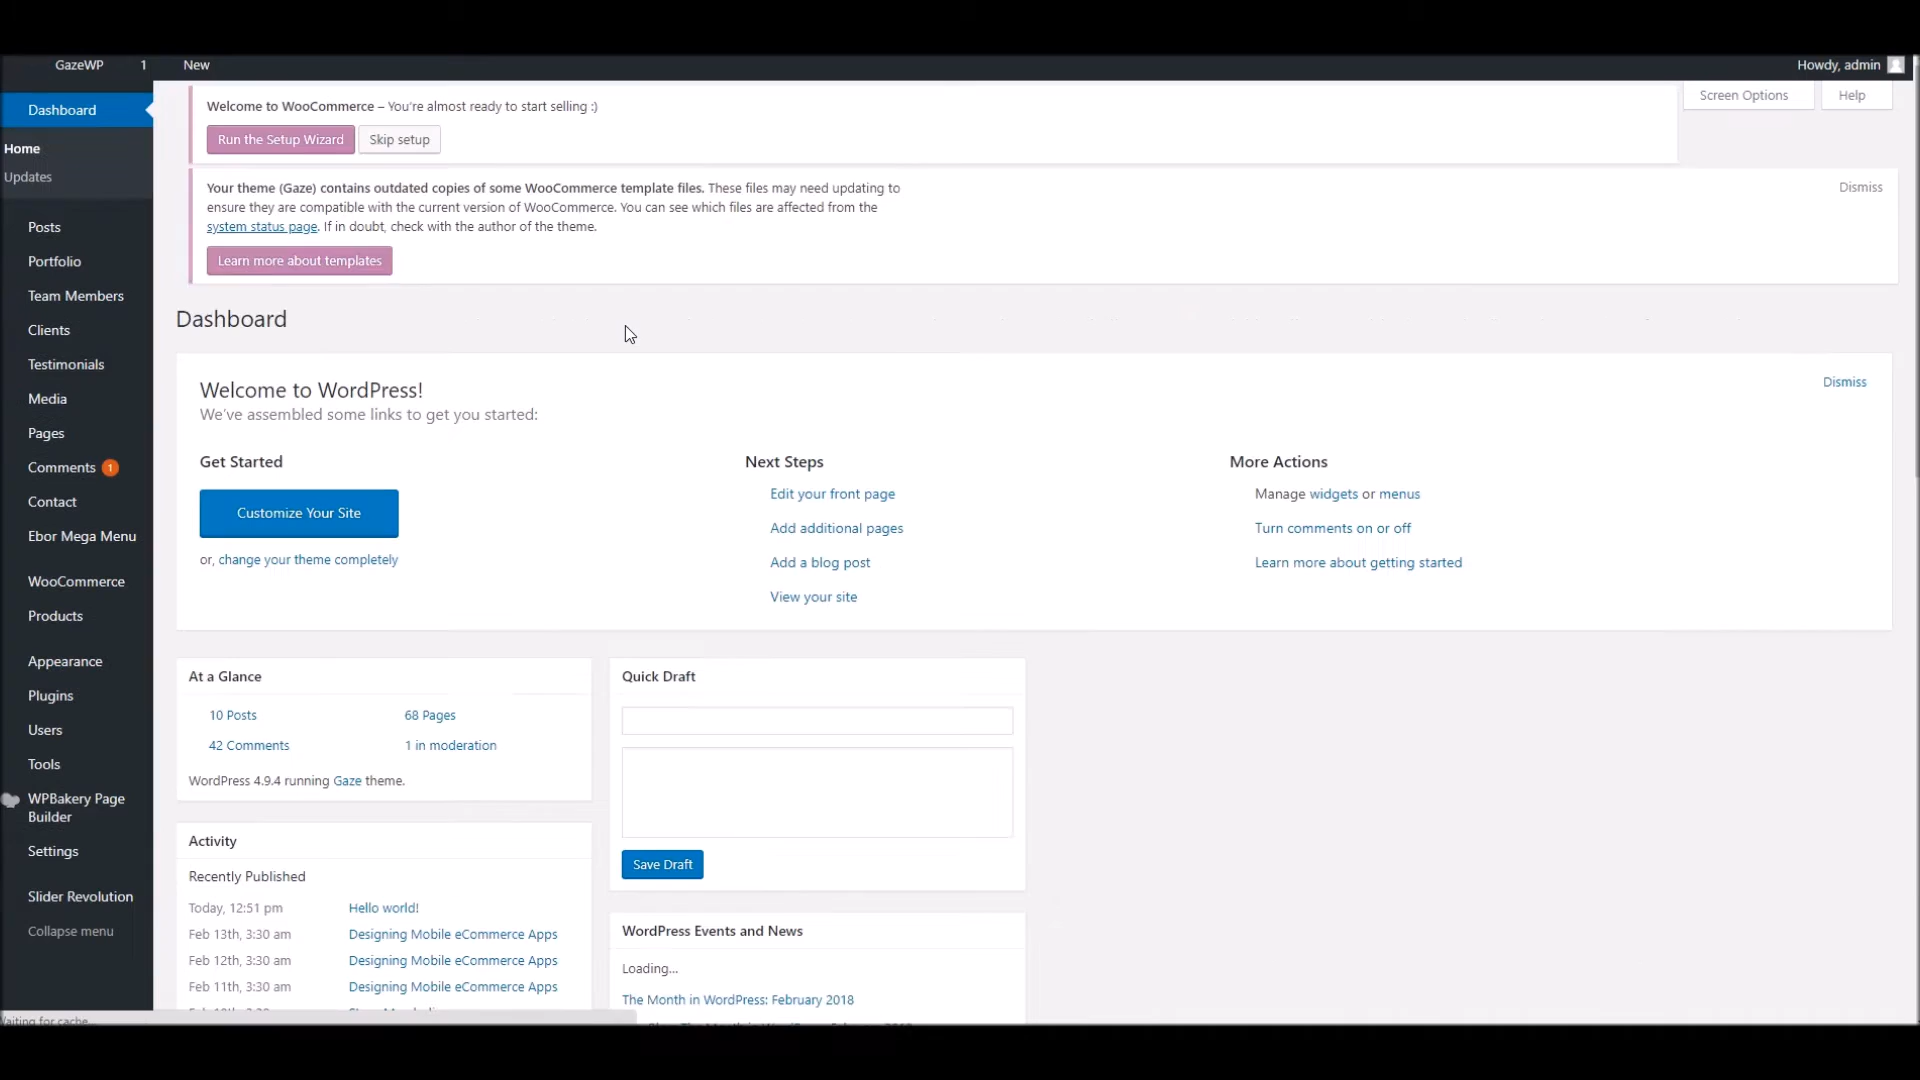 GazeWP 1 New Howdy, admin
Dashboard
Home
Updates
Posts
Portfolio
Team Members
Clients
Testimonials
Media
Pages
Comments 1
Contact
Ebor Mega Menu
WooCommerce
Products
Appearance
Plugins
Users
Tools
WPBakery Page
Builder
Settings
Slider Revolution
Collapse menu
Screen Options Help
Welcome to WooCommerce – You're almost ready to start selling :)
Run the Setup Wizard Skip setup
Your theme (Gaze) contains outdated copies of some WooCommerce template files. These files may need updating to
ensure they are compatible with the current version of WooCommerce. You can see which files are affected from the
system status page. If in doubt, check with the author of the theme.
Dismiss
Learn more about templates
Dashboard
Welcome to WordPress!
We've assembled some links to get you started:
Dismiss
Get Started
Customize Your Site
or, change your theme completely
Next Steps
Edit your front page
Add additional pages
Add a blog post
View your site
More Actions
Manage widgets or menus
Turn comments on or off
Learn more about getting started
At a Glance
10 Posts 68 Pages
42 Comments 1 in moderation
WordPress 4.9.4 running Gaze theme.
Activity
Recently Published
Today, 12:51 pm Hello world!
Feb 13th, 3:30 am Designing Mobile eCommerce Apps
Feb 12th, 3:30 am Designing Mobile eCommerce Apps
Feb 11th, 3:30 am Designing Mobile eCommerce Apps
Quick Draft
Save Draft
WordPress Events and News
Loading...
The Month in WordPress: February 2018
for cache...